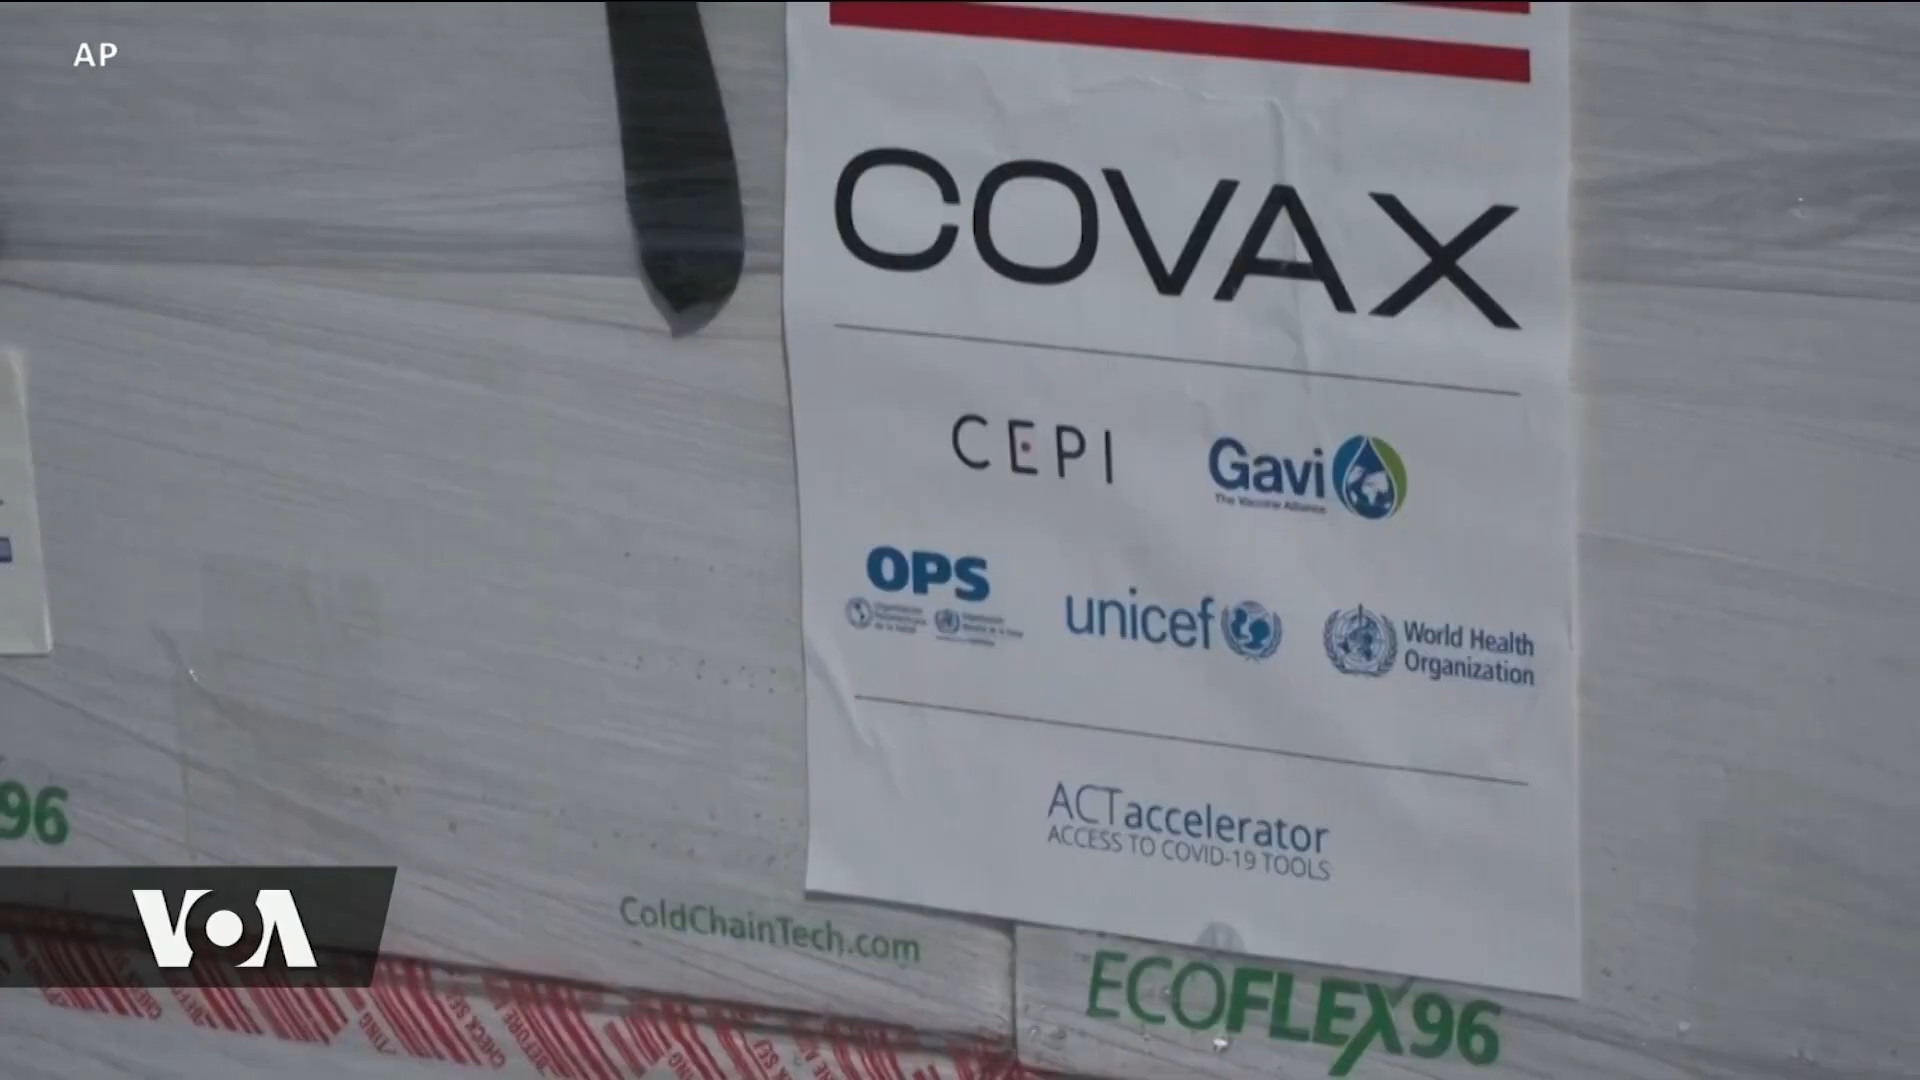 AP
COVAX
CEPI
Gavi
The Vaccine Alliance
OPS
unicef
World Health
Organization
ACTaccelerator
ACCESS TO COVID-19 TOOLS
96
VOA
ColdChainTech.com
ECOFLEX96